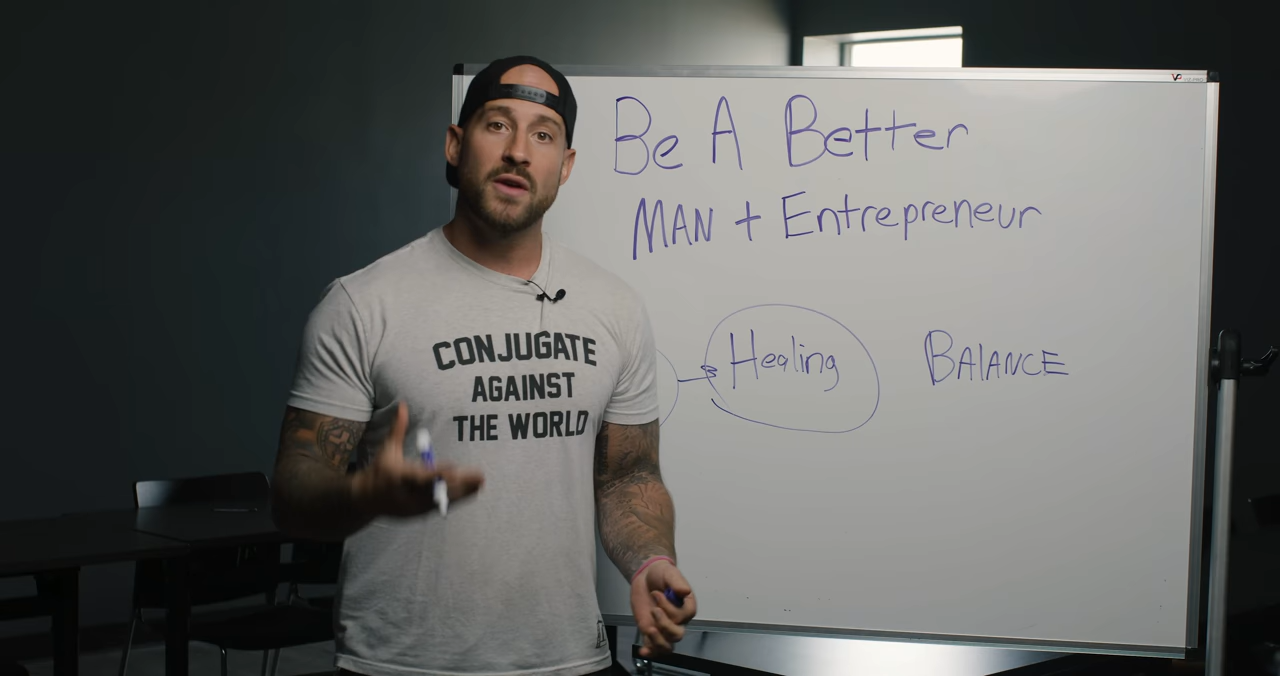 Be A Better
MAN + Entrepreneur
Healing
BALANCE
CONJUGATE
AGAINST
THE WORLD